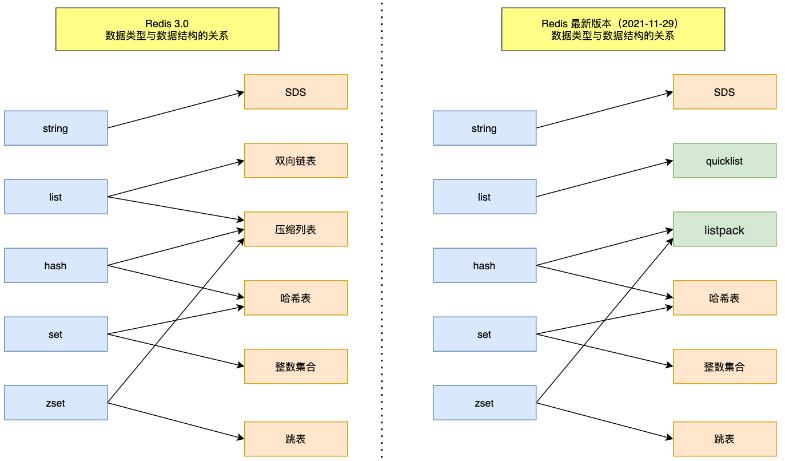 Redis 3.0
数据类型与数据结构的关系
string
list
hash
set
zset
SDS
双向链表
压缩列表
哈希表
整数集合
跳表
Redis 最新版本（2021-11-29）
数据类型与数据结构的关系
string
list
hash
set
zset
SDS
quicklist
listpack
哈希表
整数集合
跳表